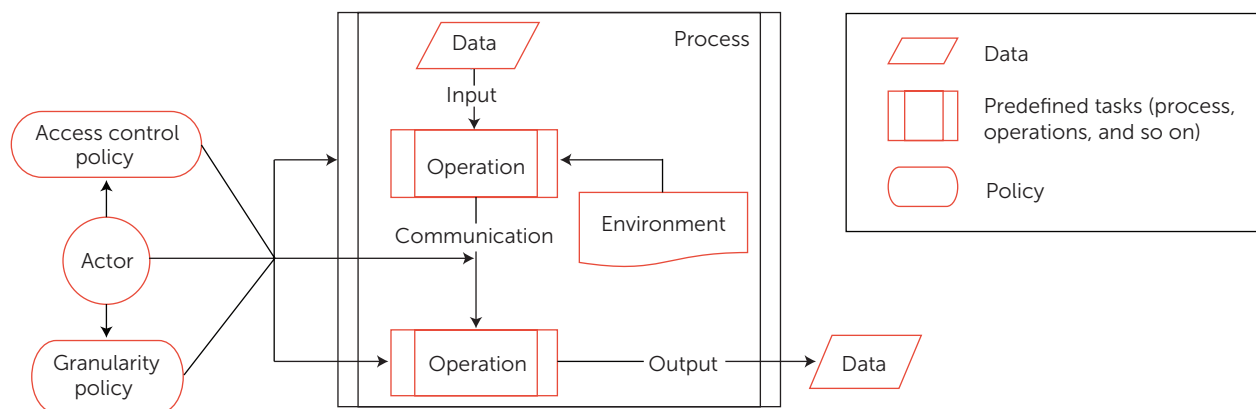 Data
Process
Input
Access control
policy
Operation
Environment
Communication
Actor
Granularity
policy
Operation
Output
Data
Data
Predefined tasks (process,
operations, and so on)
Policy